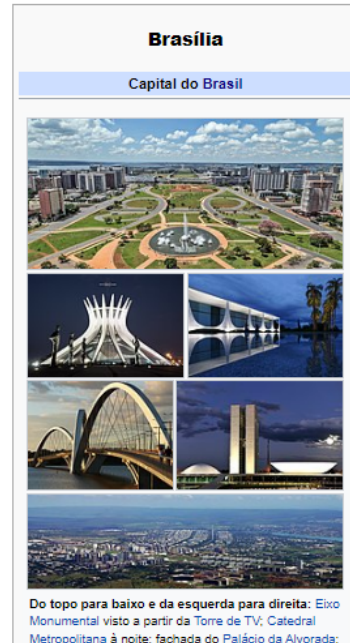 Brasília
Capital do Brasil
Do topo para baixo e da esquerda para direita: Eixo
Monumental visto a partir da Torre de TV; Catedral
Metropolitana à noite; fachada do Palácio da Alvorada;